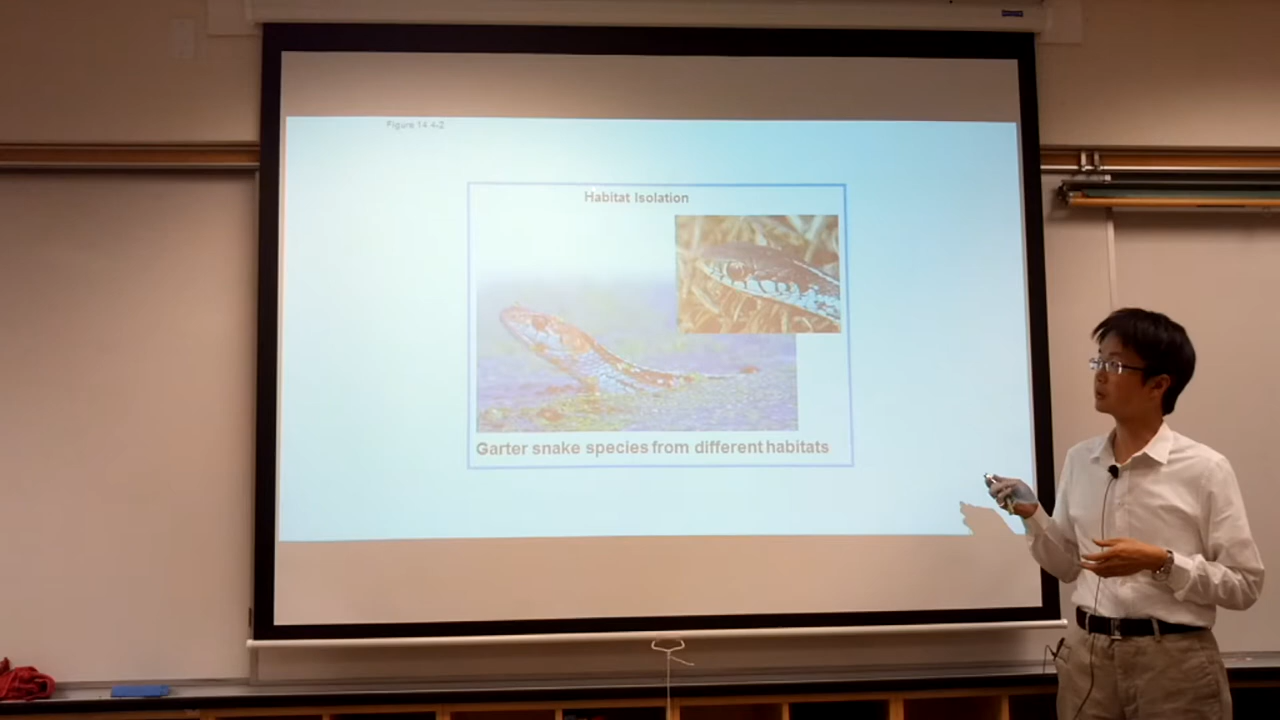 Figure 14.4-2
Habitat Isolation
Garter snake species from different habitats